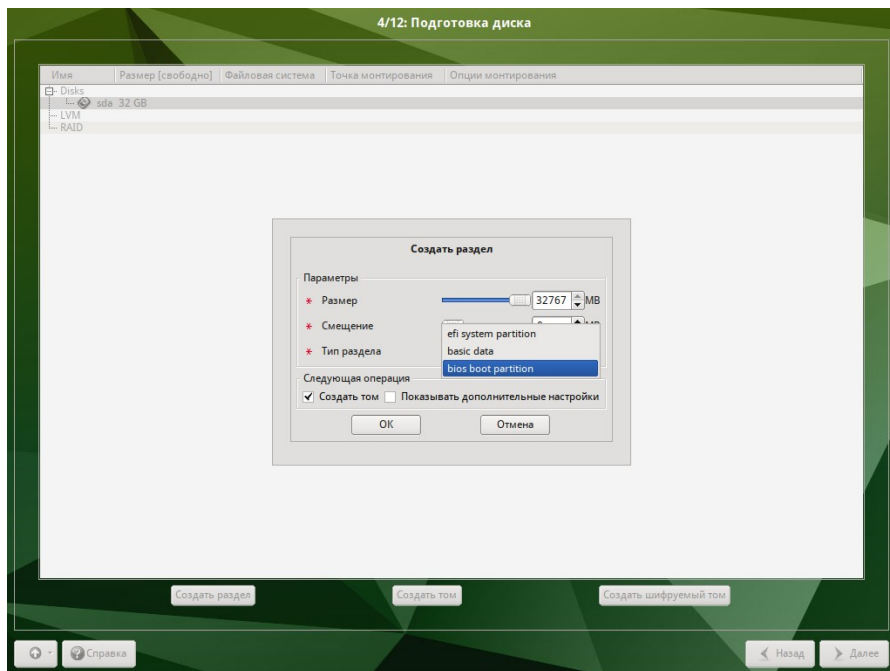 4/12: Подготовка диска
Имя Размер [свободно] Файловая система Точка монтирования Опции монтирования
Disks
sda 32 GB
LVM
RAID
Создать раздел
Параметры
* Размер 32767 MB
* Смещение
efi system partition
* Тип раздела basic data
bios boot partition
Следующая операция
Создать том Показывать дополнительные настройки
OK Отмена
Создать раздел Создать том Создать шифруемый том
Справка Назад Далее